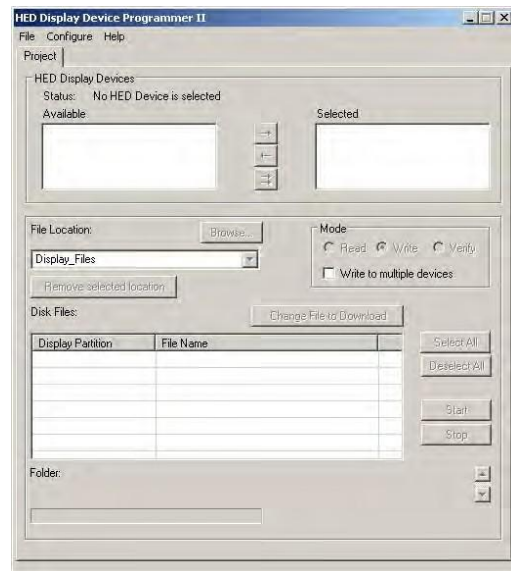 HED Display Device Programmer II
File Configure Help
Project
HED Display Devices
Status: No HED Device is selected
Available Selected
File Location: Browse...
Mode
Read Write Verify
Display_Files
Write to multiple devices
Remove selected location
Disk Files: Change File to Download
Display Partition File Name
Select All
Deselect All
Start
Stop
Folder: